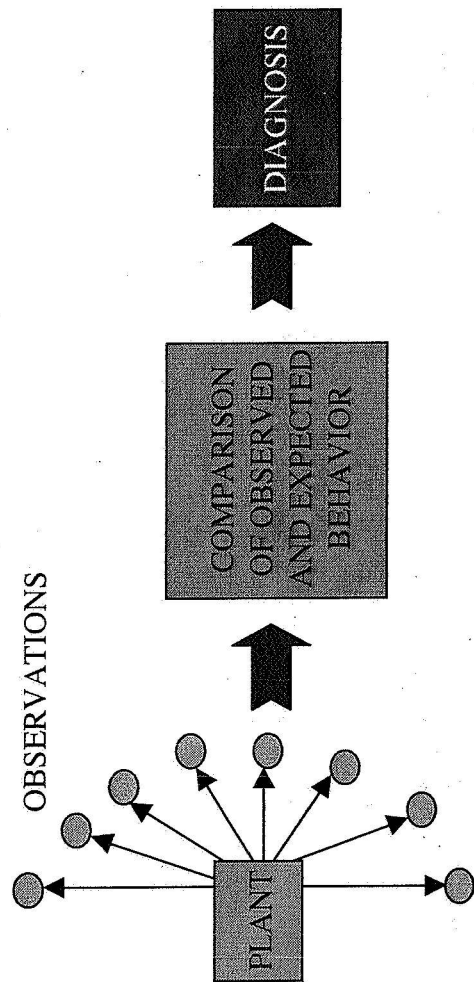 OBSERVATIONS
PLANT
COMPARISON
OF OBSERVED
AND EXPECTED
BEHAVIOR
DIAGNOSIS